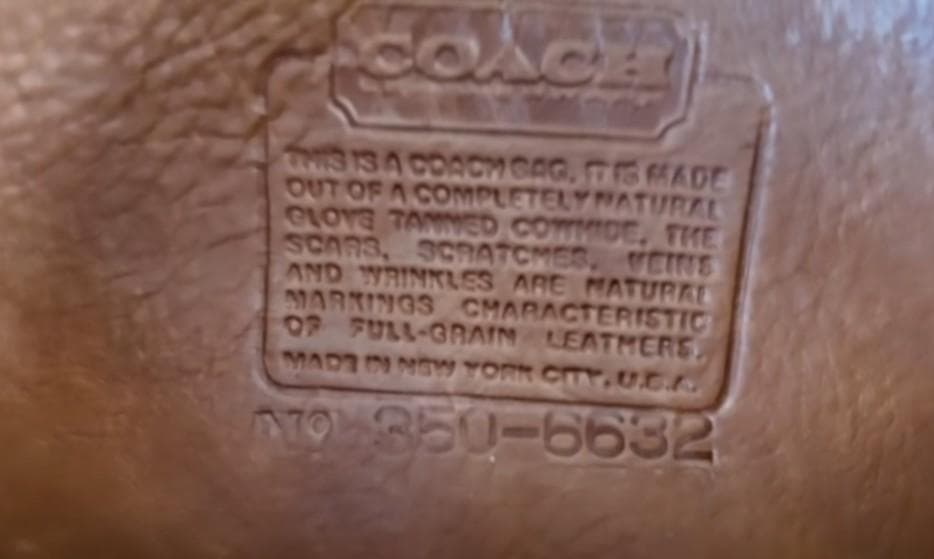 COACH
THIS IS A COACH BAG. IT IS MADE
OUT OF A COMPLETELY NATURAL
GLOVE TANNED COWHIDE. THE
SCARS, SCRATCHES, VEINS
AND WRINKLES ARE NATURAL
MARKINGS CHARACTERISTIC
OF FULL-GRAIN LEATHERS.
MADE IN NEW YORK CITY, U.S.A.
NO 350-6632